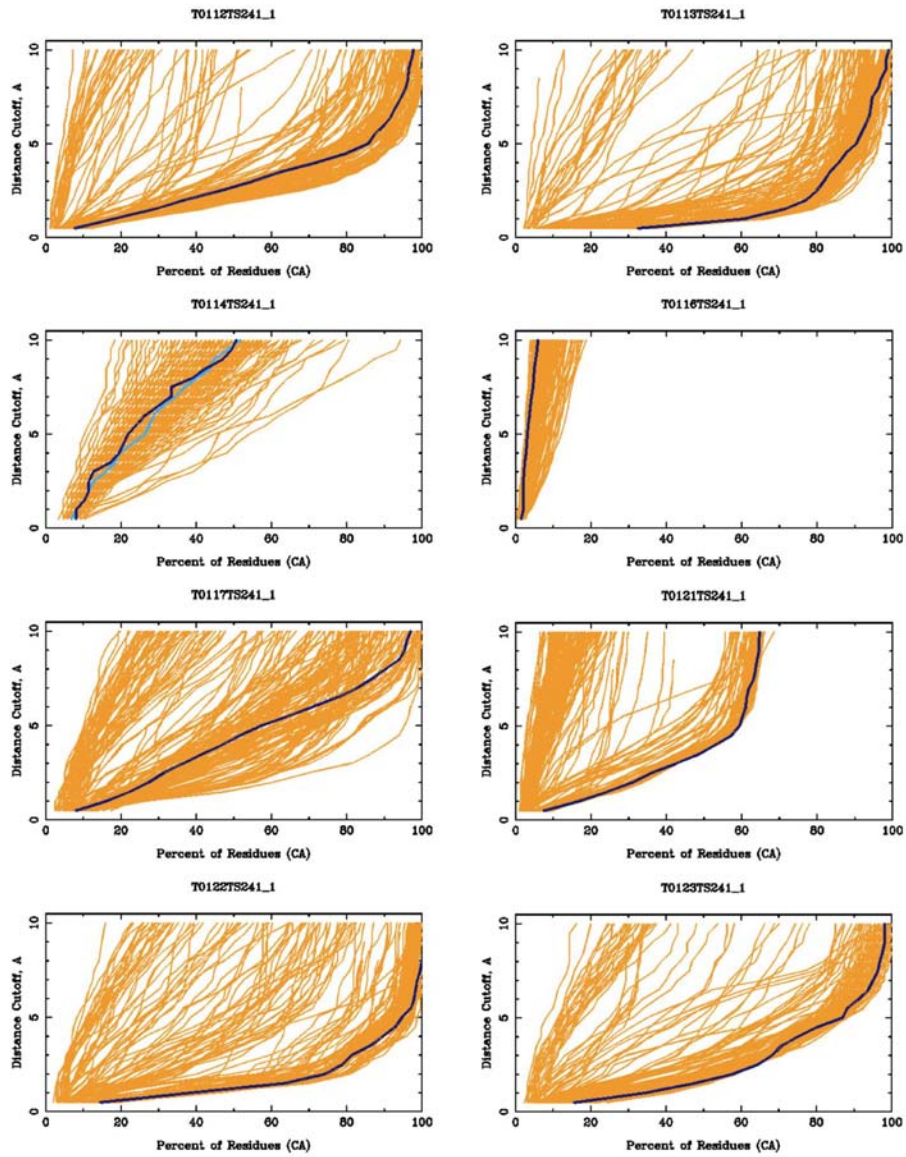 T0112TS241_1
Distance Cutoff, A
10
5
0
0 20 40 60 80 100
Percent of Residues (CA)
T0113TS241_1
Distance Cutoff, A
10
5
0
0 20 40 60 80 100
Percent of Residues (CA)
T0114TS241_1
Distance Cutoff, A
10
5
0
0 20 40 60 80 100
Percent of Residues (CA)
T0116TS241_1
Distance Cutoff, A
10
5
0
0 20 40 60 80 100
Percent of Residues (CA)
T0117TS241_1
Distance Cutoff, A
10
5
0
0 20 40 60 80 100
Percent of Residues (CA)
T0121TS241_1
Distance Cutoff, A
10
5
0
0 20 40 60 80 100
Percent of Residues (CA)
T0122TS241_1
Distance Cutoff, A
10
5
0
0 20 40 60 80 100
Percent of Residues (CA)
T0123TS241_1
Distance Cutoff, A
10
5
0
0 20 40 60 80 100
Percent of Residues (CA)